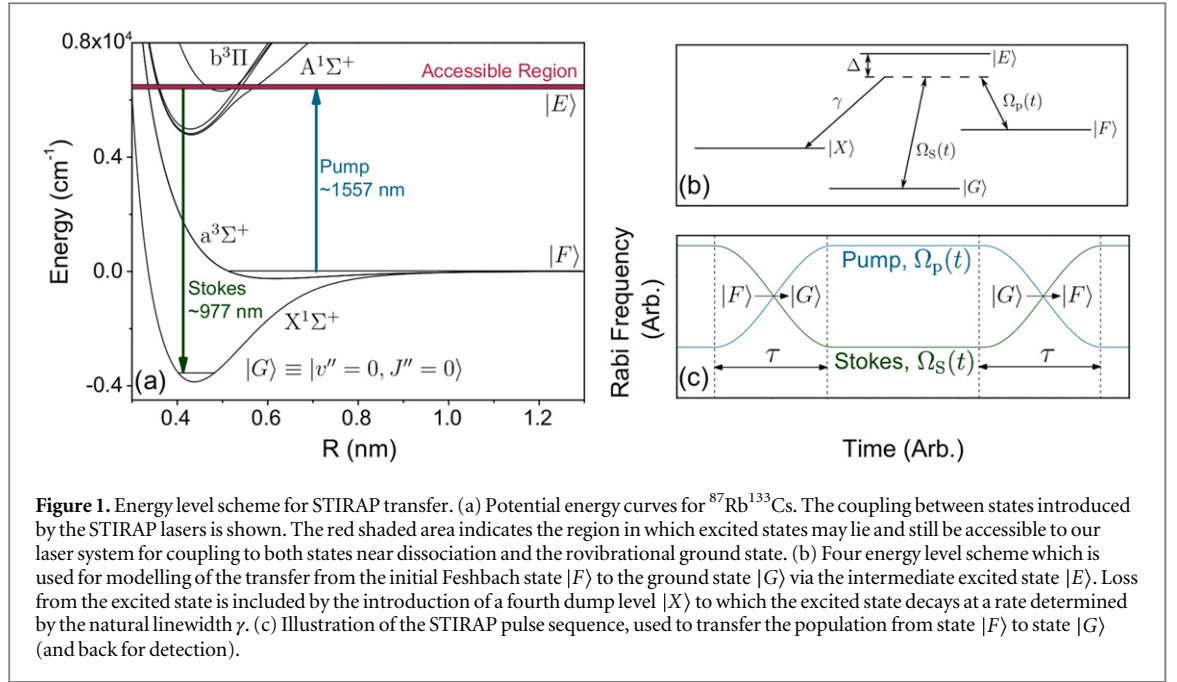 0.8x10⁴
0.4
0.0
-0.4
Energy (cm⁻¹)
b³Π
A¹Σ⁺
Accessible Region
|E⟩
Pump
~1557 nm
a³Σ⁺
|F⟩
Stokes
~977 nm
X¹Σ⁺
(a)
|G⟩ ≡ |v″ = 0, J″ = 0⟩
0.4 0.6 0.8 1.0 1.2
R (nm)
|E⟩
Δ
γ
Ωp(t)
|F⟩
|X⟩
ΩS(t)
(b)
|G⟩
Rabi Frequency
(Arb.)
Pump, Ωp(t)
|F⟩ |G⟩
|G⟩ |F⟩
τ
Stokes, ΩS(t)
τ
(c)
Time (Arb.)
Figure 1. Energy level scheme for STIRAP transfer. (a) Potential energy curves for ⁸⁷Rb¹³³Cs. The coupling between states introduced
by the STIRAP lasers is shown. The red shaded area indicates the region in which excited states may lie and still be accessible to our
laser system for coupling to both states near dissociation and the rovibrational ground state. (b) Four energy level scheme which is
used for modelling of the transfer from the initial Feshbach state |F⟩ to the ground state |G⟩ via the intermediate excited state |E⟩. Loss
from the excited state is included by the introduction of a fourth dump level |X⟩ to which the excited state decays at a rate determined
by the natural linewidth γ. (c) Illustration of the STIRAP pulse sequence, used to transfer the population from state |F⟩ to state |G⟩
(and back for detection).